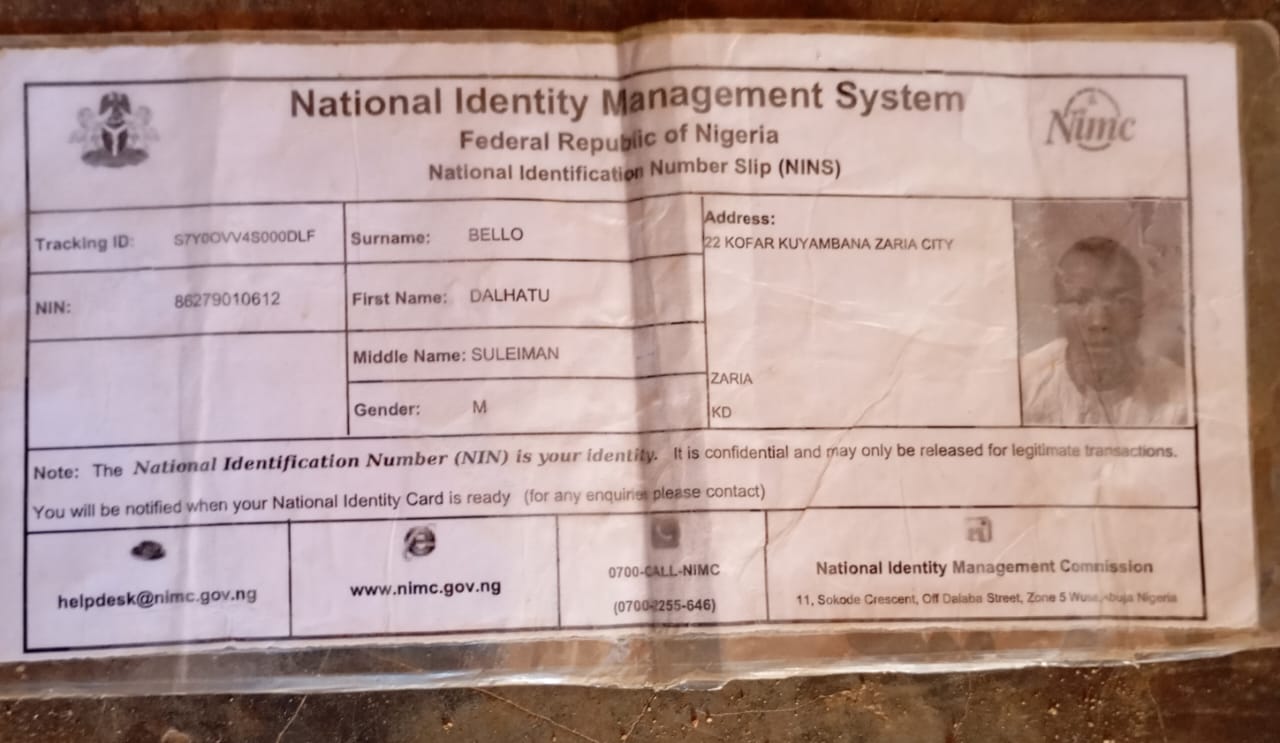 National Identity Management System
Federal Republic of Nigeria
National Identification Number Slip (NINS)
Nimc
Tracking ID: S7Y0OVV4S000DLF
Surname: BELLO
Address:
22 KOFAR KUYAMBANA ZARIA CITY
NIN: 86279010612
First Name: DALHATU
Middle Name: SULEIMAN
ZARIA
Gender: M
KD
Note: The National Identification Number (NIN) is your identity. It is confidential and may only be released for legitimate transactions.
You will be notified when your National Identity Card is ready (for any enquiries please contact)
helpdesk@nimc.gov.ng
www.nimc.gov.ng
0700-CALL-NIMC
(0700-2255-646)
National Identity Management Commission
11, Sokode Crescent, Off Dalaba Street, Zone 5 Wuse, Abuja Nigeria